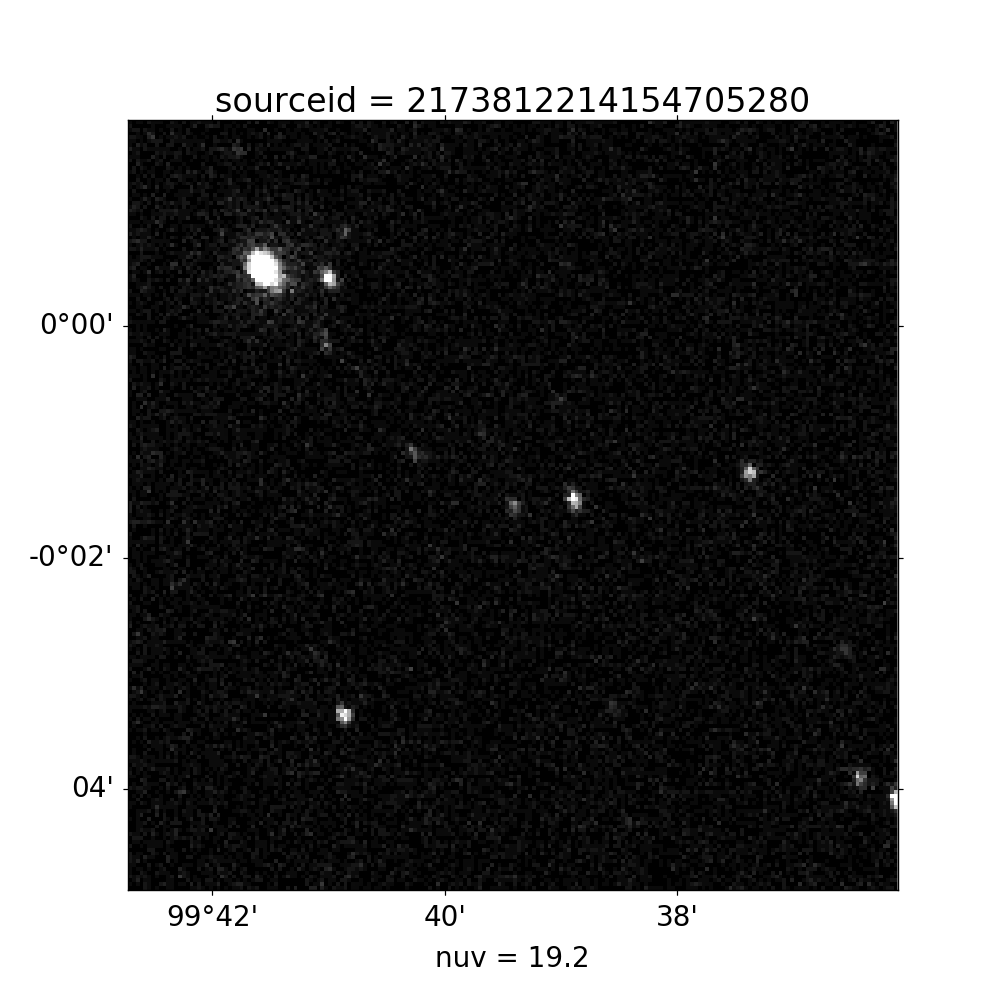 sourceid = 2173812214154705280
0°00'
-0°02'
04'
99°42' 40' 38'
nuv = 19.2